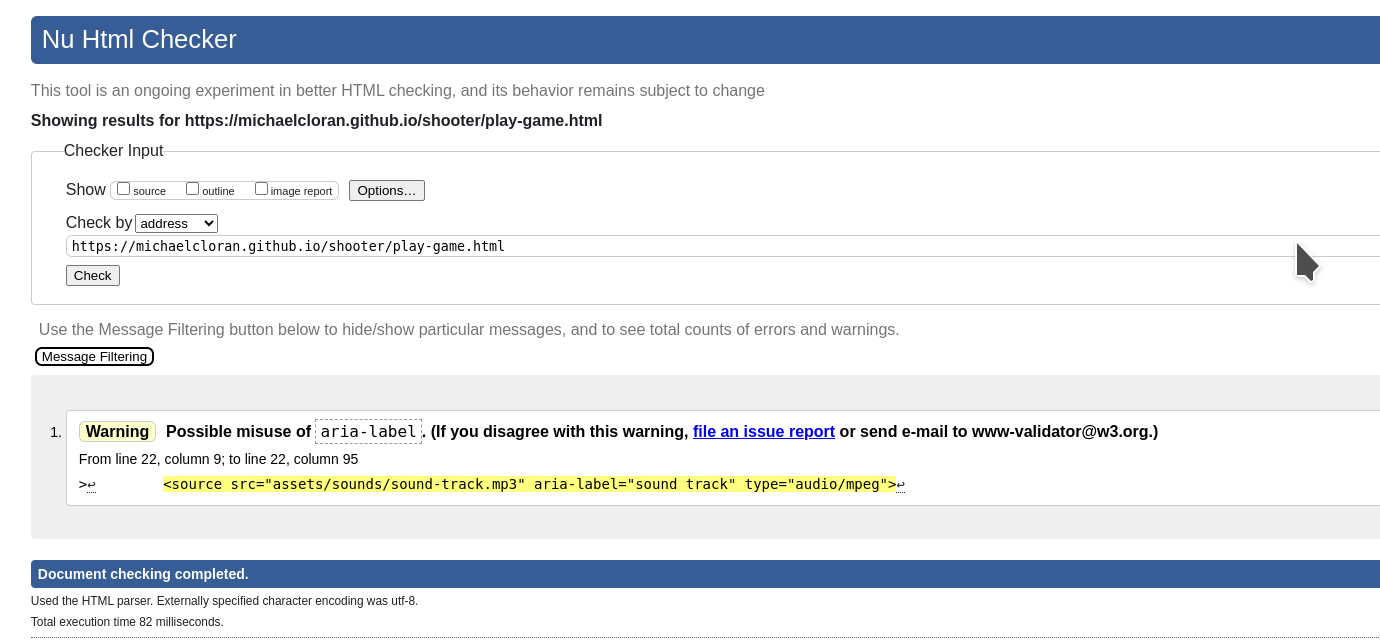 Nu Html Checker
This tool is an ongoing experiment in better HTML checking, and its behavior remains subject to change
Showing results for https://michaelcloran.github.io/shooter/play-game.html
Checker Input
Show source outline image report Options…
Check by address
https://michaelcloran.github.io/shooter/play-game.html
Check
Use the Message Filtering button below to hide/show particular messages, and to see total counts of errors and warnings.
Message Filtering
1. Warning Possible misuse of aria-label. (If you disagree with this warning, file an issue report or send e-mail to www-validator@w3.org.)
From line 22, column 9; to line 22, column 95
>↩ <source src="assets/sounds/sound-track.mp3" aria-label="sound track" type="audio/mpeg">↩
Document checking completed.
Used the HTML parser. Externally specified character encoding was utf-8.
Total execution time 82 milliseconds.